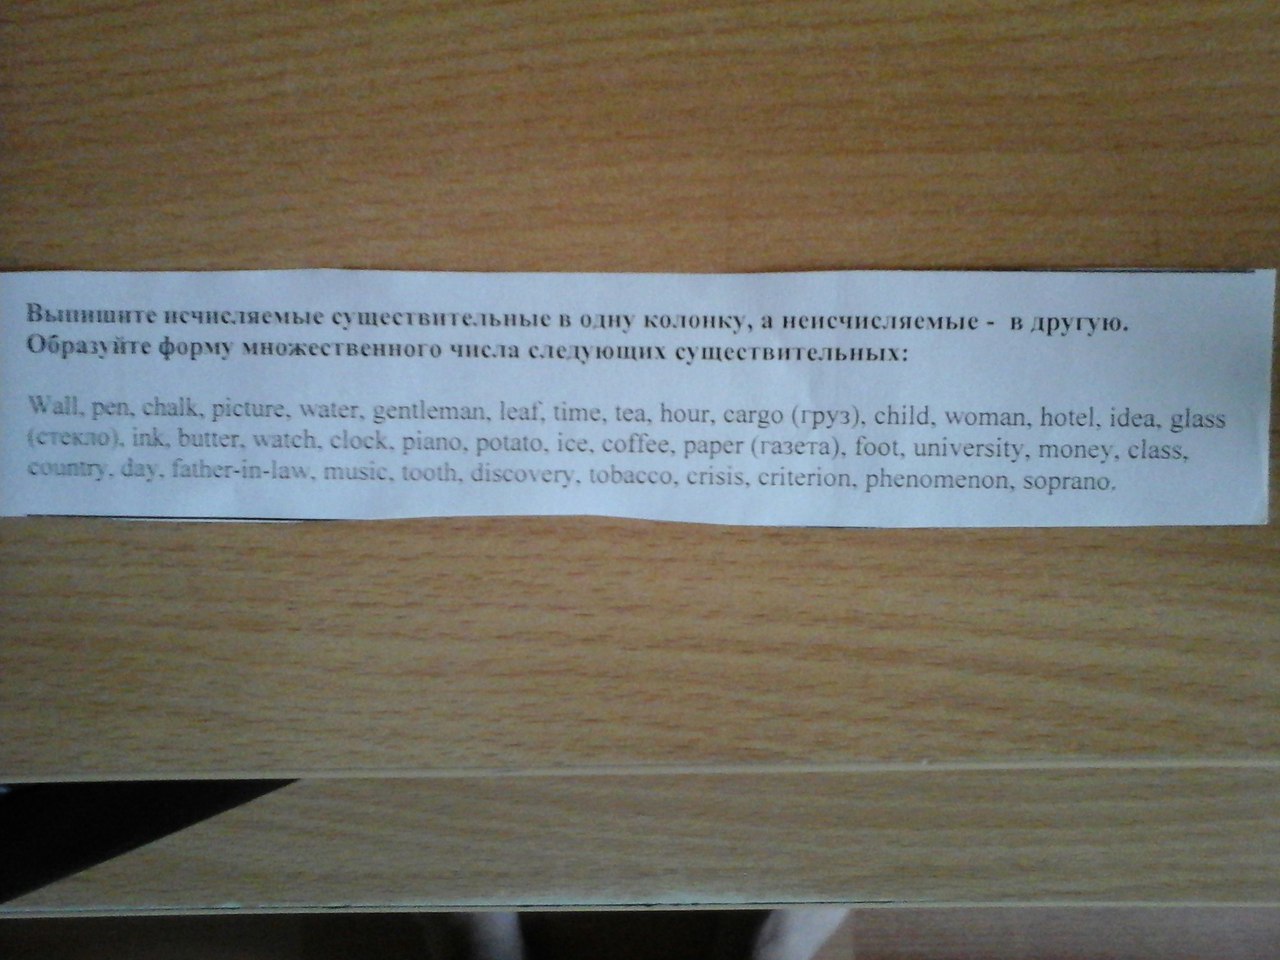 Выпишите исчисляемые существительные в одну колонку, а неисчисляемые - в другую.
Образуйте форму множественного числа следующих существительных:
Wall, pen, chalk, picture, water, gentleman, leaf, time, tea, hour, cargo (груз), child, woman, hotel, idea, glass
(стекло), ink, butter, watch, clock, piano, potato, ice, coffee, paper (газета), foot, university, money, class,
country, day, father-in-law, music, tooth, discovery, tobacco, crisis, criterion, phenomenon, soprano.